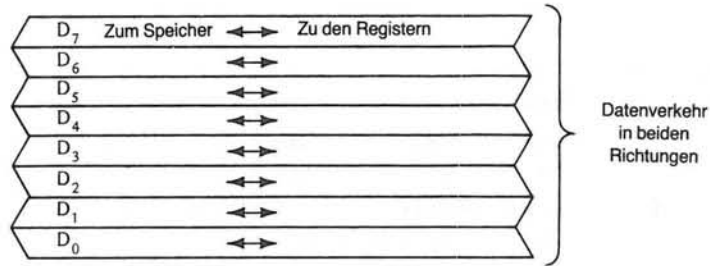 D7 Zum Speicher Zu den Registern
D6
D5
D4
D3
D2
D1
D0
Datenverkehr
in beiden
Richtungen